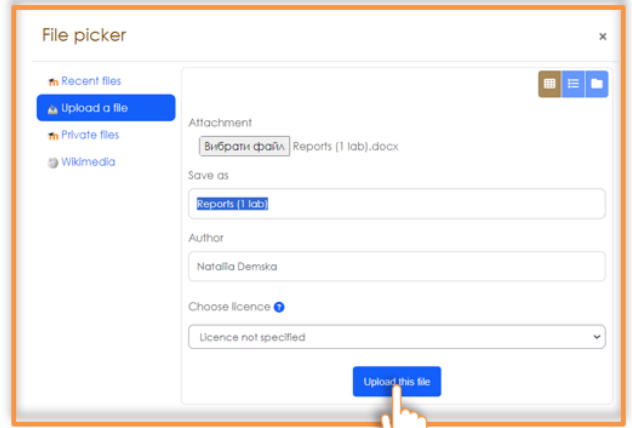 File picker
×
Recent files
Upload a file
Private files
Wikimedia
Attachment
Вибрати файл Reports (1 lab).docx
Save as
Reports (1 lab)
Author
Nataliia Demska
Choose licence ?
Licence not specified
Upload this file